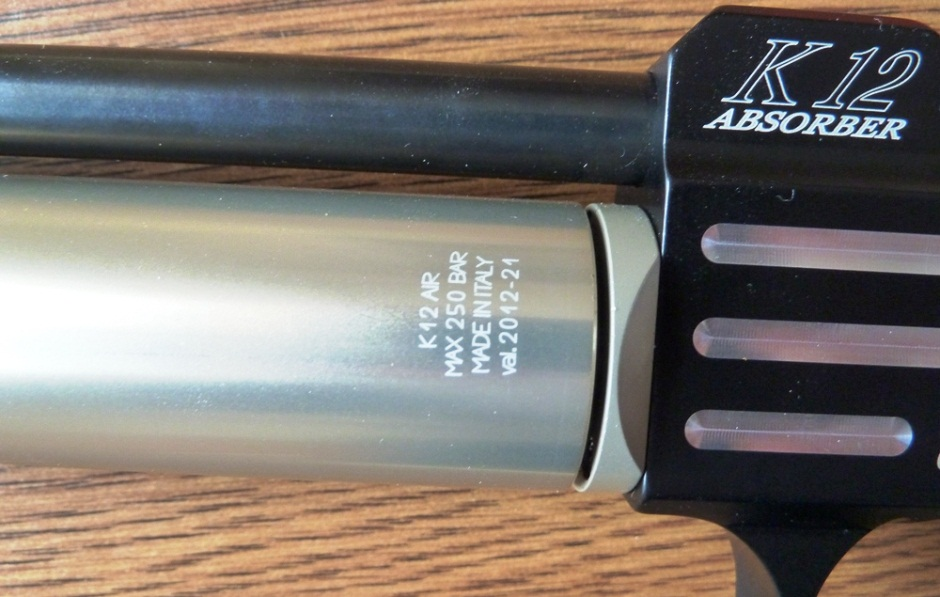 K 12
ABSORBER
K12 AIR
MAX 250 BAR
MADE IN ITALY
val. 2012-21